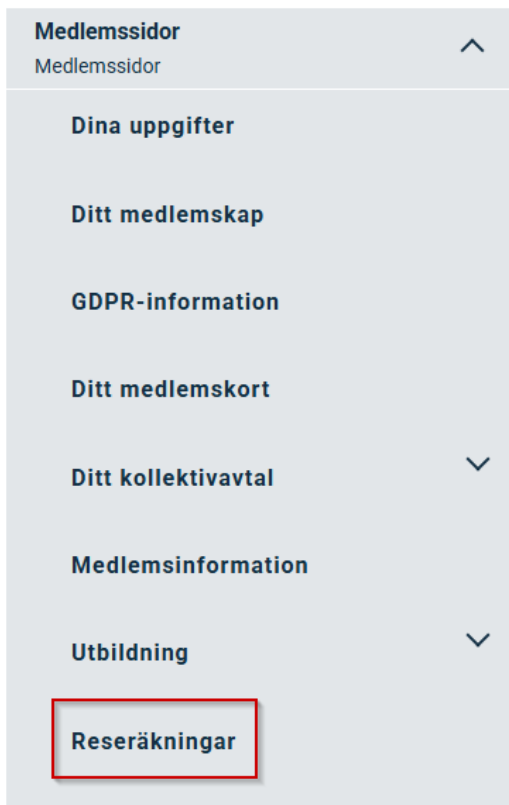 Medlemssidor
Medlemssidor
Dina uppgifter
Ditt medlemskap
GDPR-information
Ditt medlemskort
Ditt kollektivavtal
Medlemsinformation
Utbildning
Reseräkningar